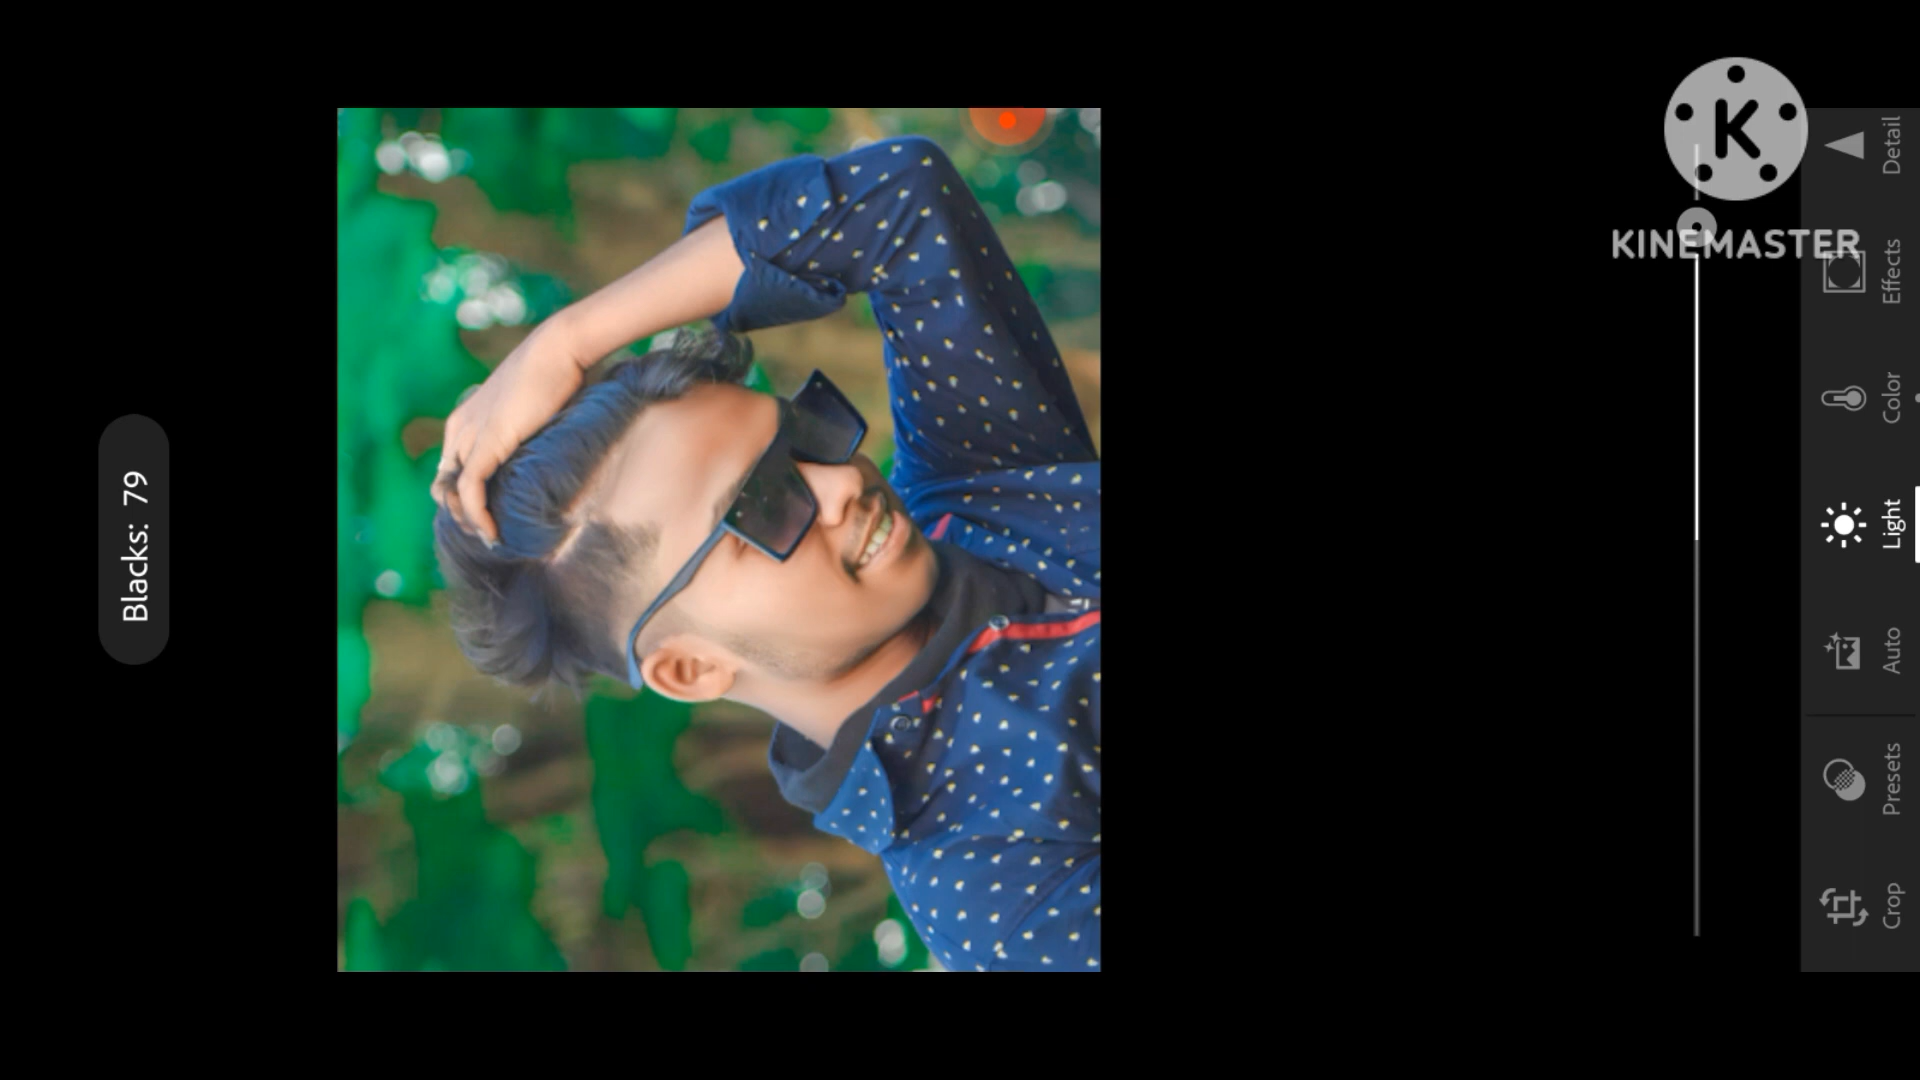 Blacks: 79
KINEMASTER
Crop
Presets
Auto
Light
Color
Effects
Detail